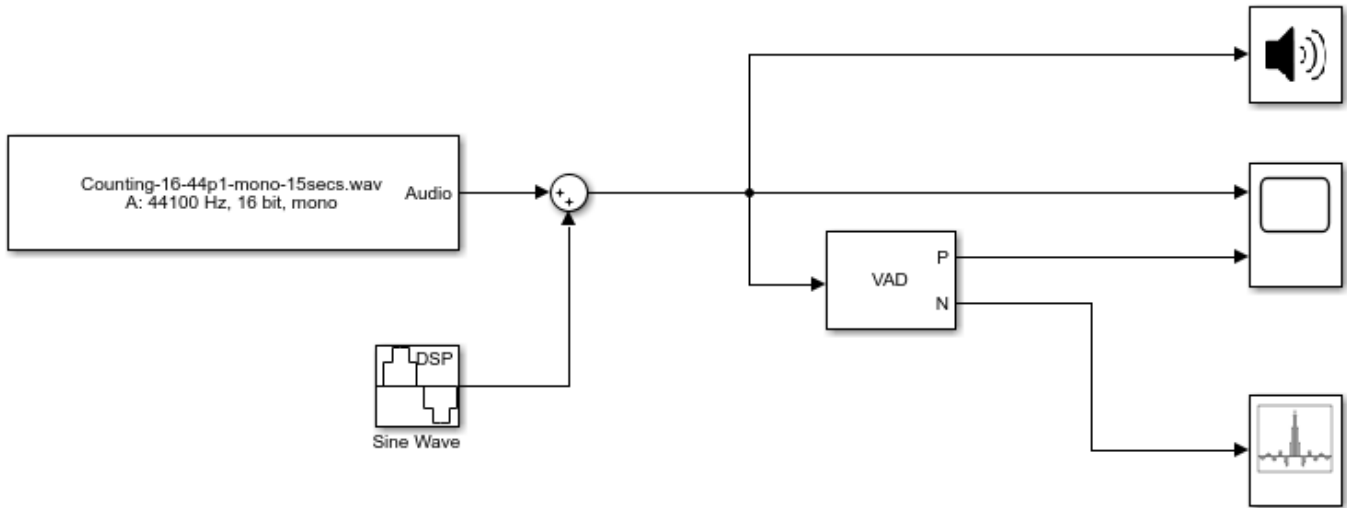 Counting-16-44p1-mono-15secs.wav
A: 44100 Hz, 16 bit, mono
Audio
+
+
VAD
P
N
DSP
Sine Wave